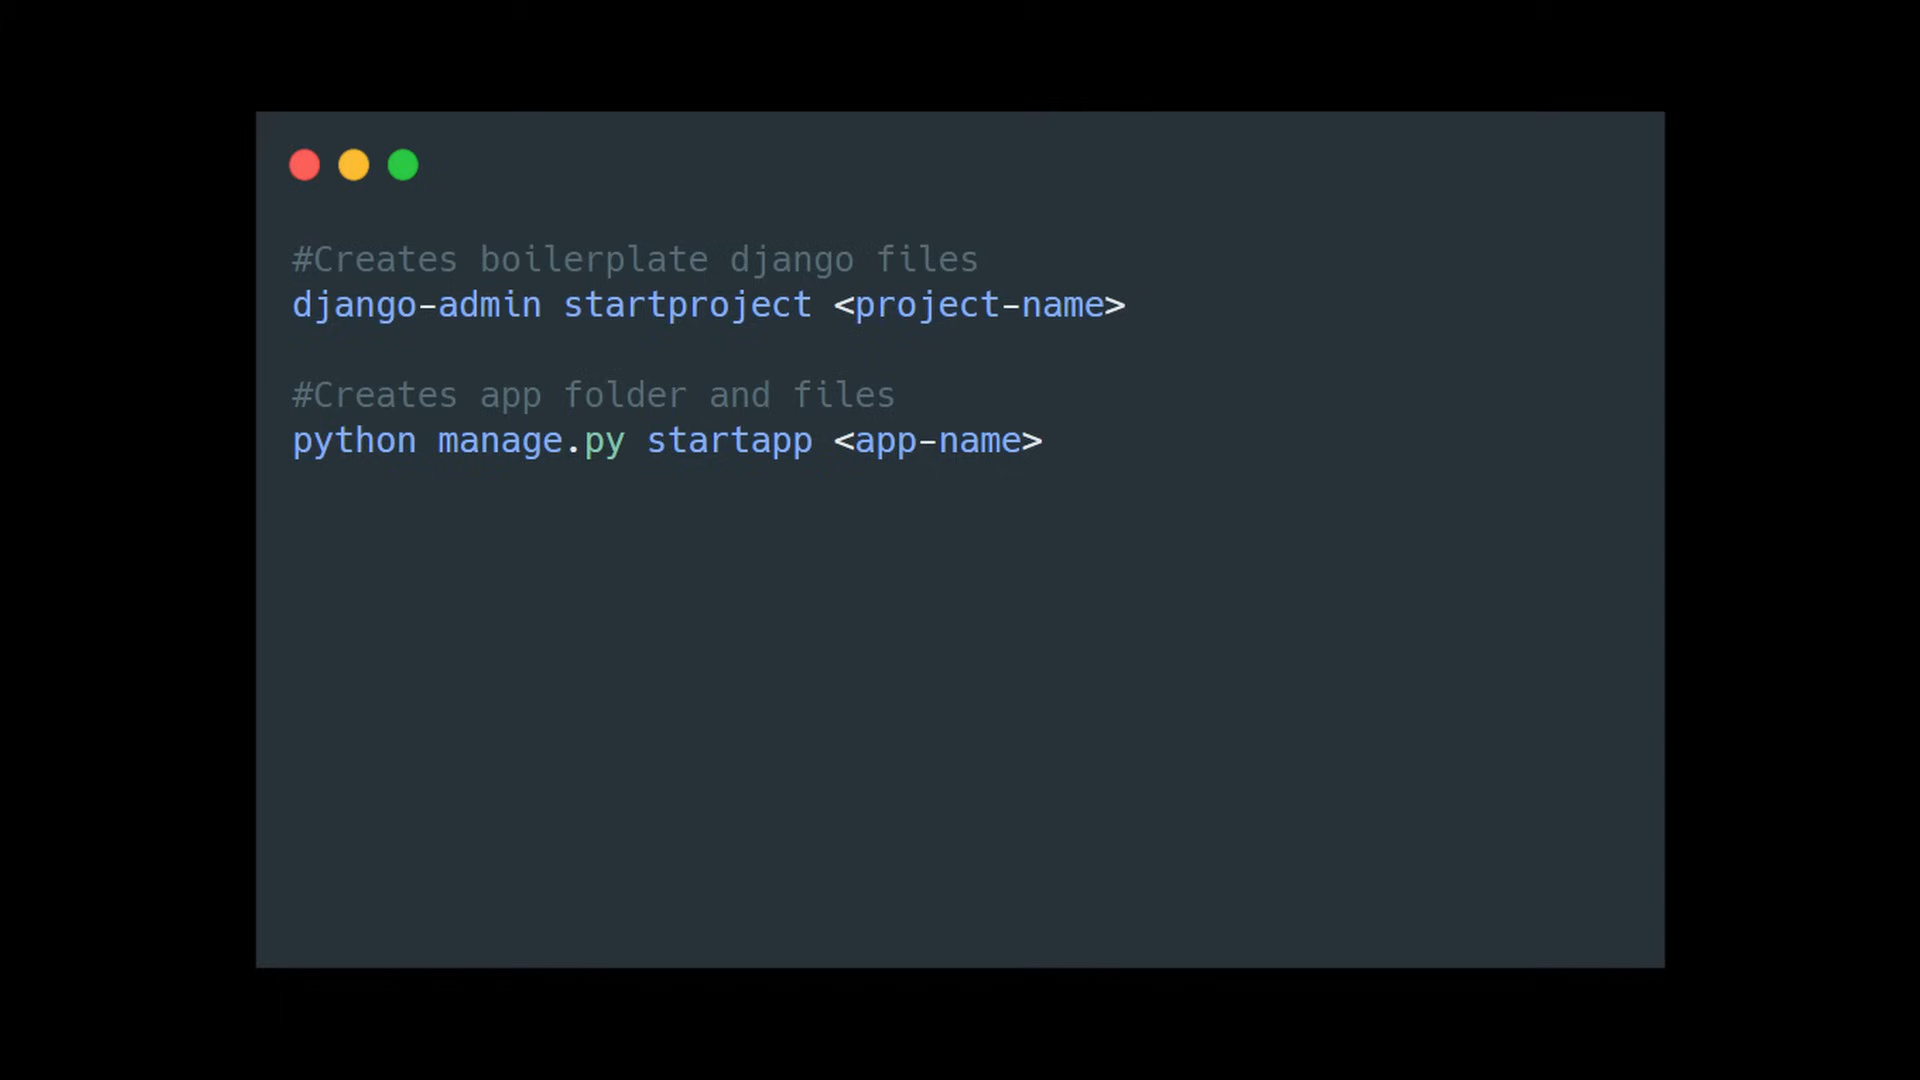 #Creates boilerplate django files
django-admin startproject <project-name>
#Creates app folder and files
python manage.py startapp <app-name>